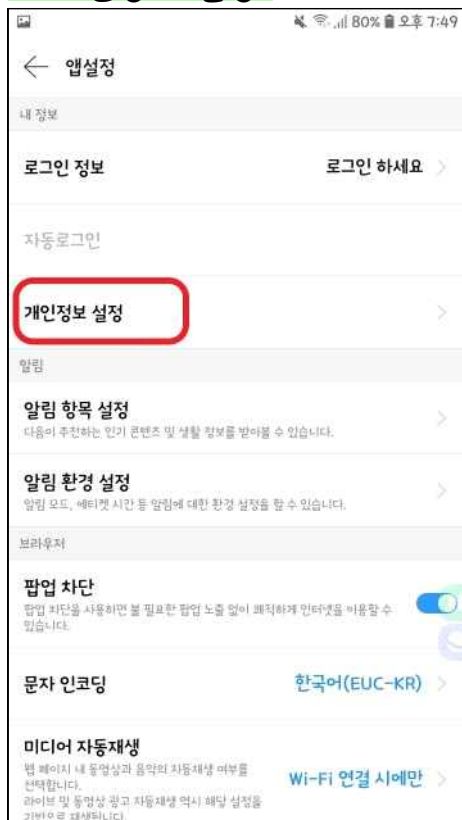 80% 오후 7:49
← 앱설정
내 정보
로그인 정보 로그인 하세요 >
자동로그인
개인정보 설정 >
알림
알림 항목 설정 >
다음이 추천하는 인기 콘텐츠 및 생활 정보를 받아볼 수 있습니다.
알림 환경 설정 >
알림 모드, 에티켓 시간 등 알림에 대한 환경 설정을 할 수 있습니다.
브라우저
팝업 차단
팝업 차단을 사용하면 불 필요한 팝업 노출 없이 쾌적하게 인터넷을 이용할 수
있습니다.
문자 인코딩 한국어(EUC-KR) >
미디어 자동재생
웹 페이지 내 동영상과 음악의 자동재생 여부를
선택합니다.
Wi-Fi 연결 시에만 >
라이브 및 동영상 광고 자동재생 역시 해당 설정을
기반으로 재생됩니다.